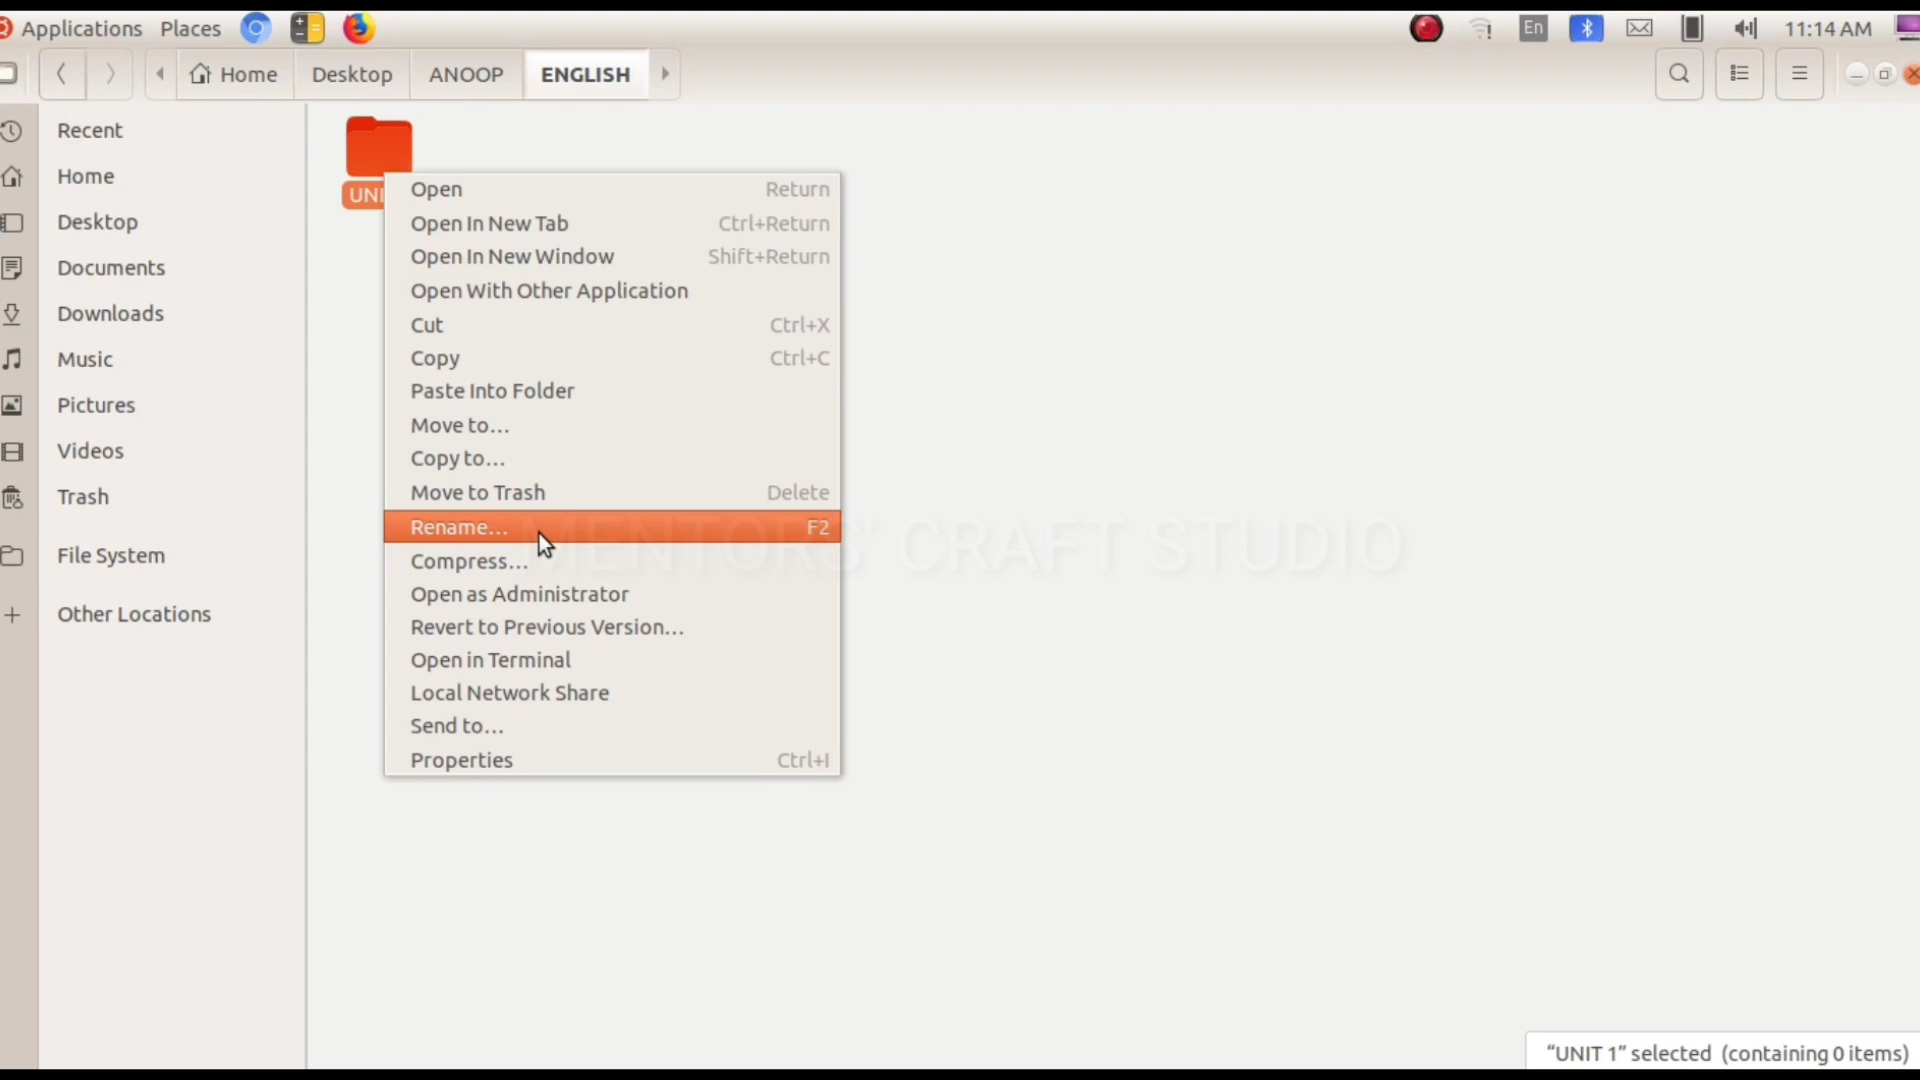 Applications Places En 11:14 AM
Home Desktop ANOOP ENGLISH
Recent
Home
Desktop
Documents
Downloads
Music
Pictures
Videos
Trash
File System
Other Locations
UNI
Open Return
Open In New Tab Ctrl+Return
Open In New Window Shift+Return
Open With Other Application
Cut Ctrl+X
Copy Ctrl+C
Paste Into Folder
Move to...
Copy to...
Move to Trash Delete
Rename... F2
Compress...
Open as Administrator
Revert to Previous Version...
Open in Terminal
Local Network Share
Send to...
Properties Ctrl+I
MENTORS' CRAFT STUDIO
“UNIT 1” selected (containing 0 items)